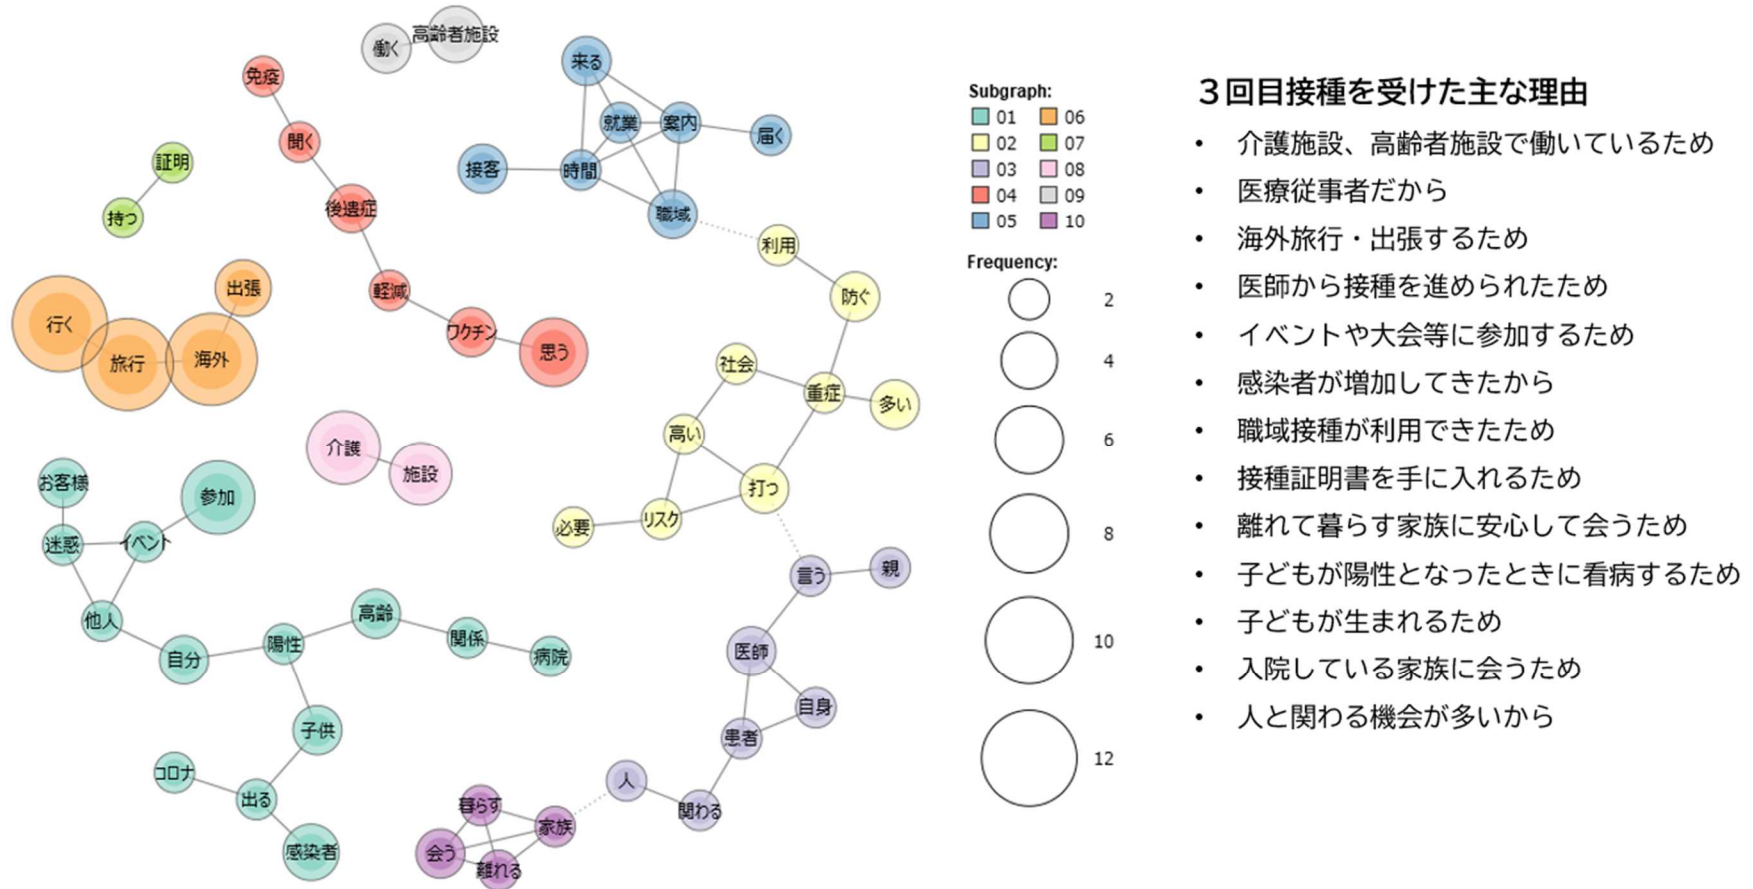 働く
高齢者施設
免疫
聞く
後遺症
軽減
ワクチン
思う
来る
就業
案内
届く
接客
時間
職域
証明
持つ
利用
防ぐ
社会
重症
多い
高い
打つ
リスク
必要
行く
旅行
海外
出張
介護
施設
お客様
参加
迷惑
イベント
他人
自分
陽性
高齢
関係
病院
子供
コロナ
出る
感染者
言う
親
医師
自身
患者
人
関わる
暮らす
家族
会う
離れる
Subgraph:
01 06
02 07
03 08
04 09
05 10
Frequency:
2
4
6
8
10
12
３回目接種を受けた主な理由
• 介護施設、高齢者施設で働いているため
• 医療従事者だから
• 海外旅行・出張するため
• 医師から接種を進められたため
• イベントや大会等に参加するため
• 感染者が増加してきたから
• 職域接種が利用できたため
• 接種証明書を手に入れるため
• 離れて暮らす家族に安心して会うため
• 子どもが陽性となったときに看病するため
• 子どもが生まれるため
• 入院している家族に会うため
• 人と関わる機会が多いから